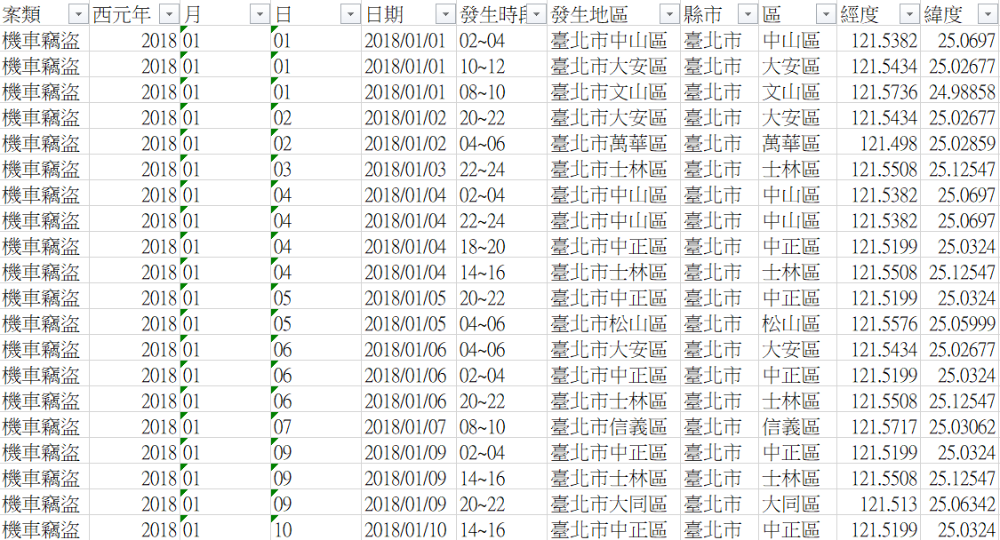 案類 西元年 月 日 日期 發生時段 發生地區 縣市 區 經度 緯度
機車竊盜 2018 01 01 2018/01/01 02~04 臺北市中山區 臺北市 中山區 121.5382 25.0697
機車竊盜 2018 01 01 2018/01/01 10~12 臺北市大安區 臺北市 大安區 121.5434 25.02677
機車竊盜 2018 01 01 2018/01/01 08~10 臺北市文山區 臺北市 文山區 121.5736 24.98858
機車竊盜 2018 01 02 2018/01/02 20~22 臺北市大安區 臺北市 大安區 121.5434 25.02677
機車竊盜 2018 01 02 2018/01/02 04~06 臺北市萬華區 臺北市 萬華區 121.498 25.02859
機車竊盜 2018 01 03 2018/01/03 22~24 臺北市士林區 臺北市 士林區 121.5508 25.12547
機車竊盜 2018 01 04 2018/01/04 02~04 臺北市中山區 臺北市 中山區 121.5382 25.0697
機車竊盜 2018 01 04 2018/01/04 22~24 臺北市中山區 臺北市 中山區 121.5382 25.0697
機車竊盜 2018 01 04 2018/01/04 18~20 臺北市中正區 臺北市 中正區 121.5199 25.0324
機車竊盜 2018 01 04 2018/01/04 14~16 臺北市士林區 臺北市 士林區 121.5508 25.12547
機車竊盜 2018 01 05 2018/01/05 20~22 臺北市中正區 臺北市 中正區 121.5199 25.0324
機車竊盜 2018 01 05 2018/01/05 04~06 臺北市松山區 臺北市 松山區 121.5576 25.05999
機車竊盜 2018 01 06 2018/01/06 04~06 臺北市大安區 臺北市 大安區 121.5434 25.02677
機車竊盜 2018 01 06 2018/01/06 02~04 臺北市中正區 臺北市 中正區 121.5199 25.0324
機車竊盜 2018 01 06 2018/01/06 20~22 臺北市士林區 臺北市 士林區 121.5508 25.12547
機車竊盜 2018 01 07 2018/01/07 08~10 臺北市信義區 臺北市 信義區 121.5717 25.03062
機車竊盜 2018 01 09 2018/01/09 02~04 臺北市中正區 臺北市 中正區 121.5199 25.0324
機車竊盜 2018 01 09 2018/01/09 14~16 臺北市士林區 臺北市 士林區 121.5508 25.12547
機車竊盜 2018 01 09 2018/01/09 20~22 臺北市大同區 臺北市 大同區 121.513 25.06342
機車竊盜 2018 01 10 2018/01/10 14~16 臺北市中正區 臺北市 中正區 121.5199 25.0324